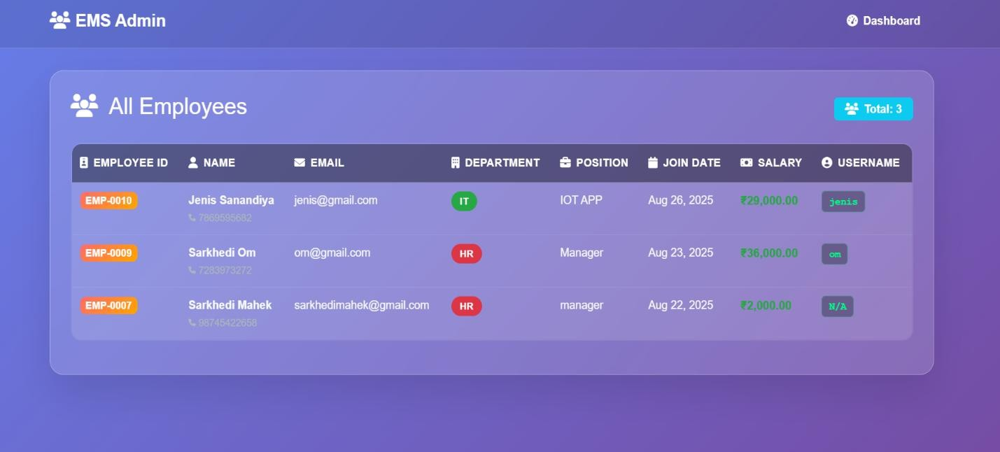 EMS Admin Dashboard
All Employees
Total: 3
EMPLOYEE ID NAME EMAIL DEPARTMENT POSITION JOIN DATE SALARY USERNAME
EMP-0010 Jenis Sanandiya jenis@gmail.com IT IOT APP Aug 26, 2025 ₹29,000.00 jenis
7869595682
EMP-0009 Sarkhedi Om om@gmail.com HR Manager Aug 23, 2025 ₹36,000.00 om
7283973272
EMP-0007 Sarkhedi Mahek sarkhedimahek@gmail.com HR manager Aug 22, 2025 ₹2,000.00 N/A
98745422658